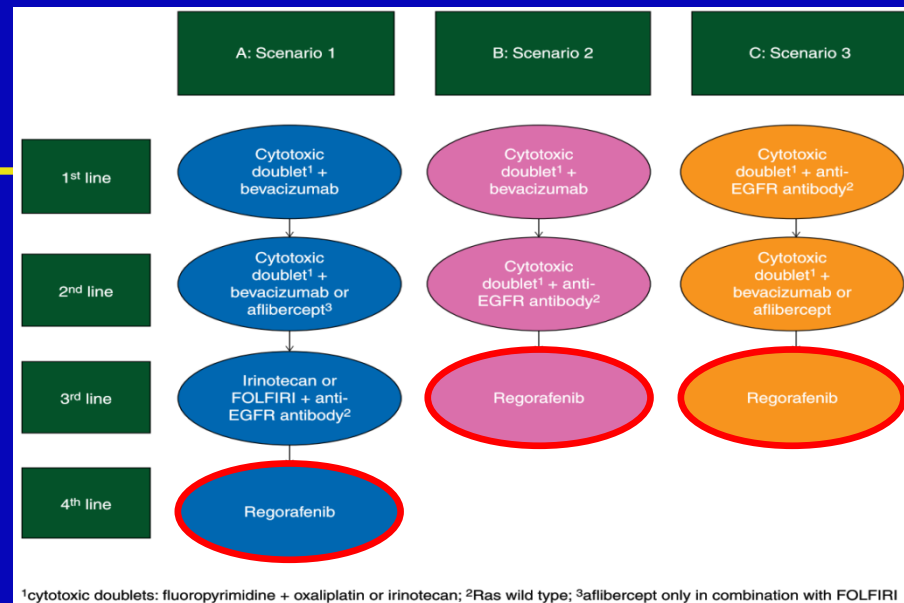 A: Scenario 1
B: Scenario 2
C: Scenario 3
1st line
Cytotoxic
doublet¹ +
bevacizumab
Cytotoxic
doublet¹ +
bevacizumab
Cytotoxic
doublet¹ + anti-
EGFR antibody²
2nd line
Cytotoxic
doublet¹ +
bevacizumab or
aflibercept³
Cytotoxic
doublet¹ + anti-
EGFR antibody²
Cytotoxic
doublet¹ +
bevacizumab or
aflibercept
3rd line
Irinotecan or
FOLFIRI + anti-
EGFR antibody²
Regorafenib
Regorafenib
4th line
Regorafenib
¹cytotoxic doublets: fluoropyrimidine + oxaliplatin or irinotecan; ²Ras wild type; ³aflibercept only in combination with FOLFIRI